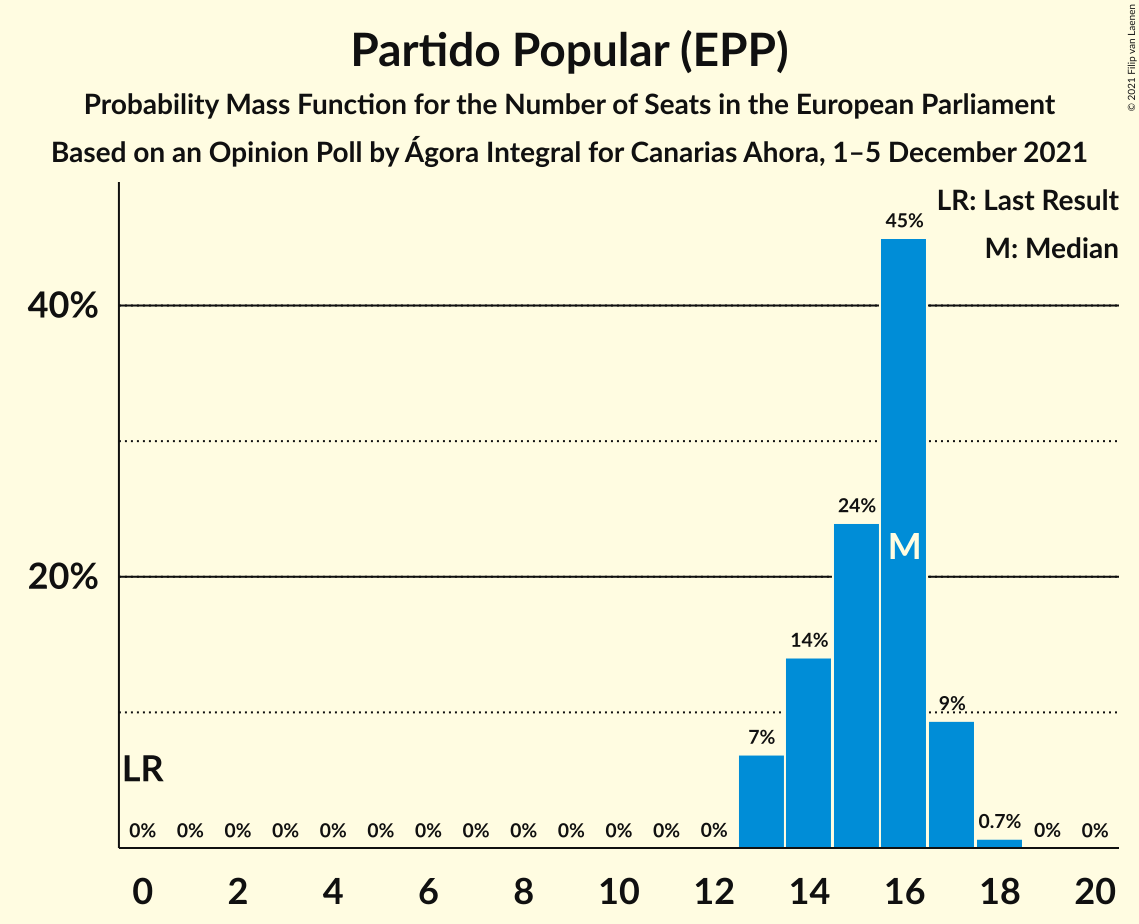 Partido Popular (EPP)
Probability Mass Function for the Number of Seats in the European Parliament
Based on an Opinion Poll by Ágora Integral for Canarias Ahora, 1–5 December 2021
© 2021 Filip van Laenen
LR: Last Result
M: Median
45%
40%
24%
M
20%
14%
9%
7%
LR
0% 0% 0% 0% 0% 0% 0% 0% 0% 0% 0% 0% 0% 0.7% 0% 0%
0 2 4 6 8 10 12 14 16 18 20